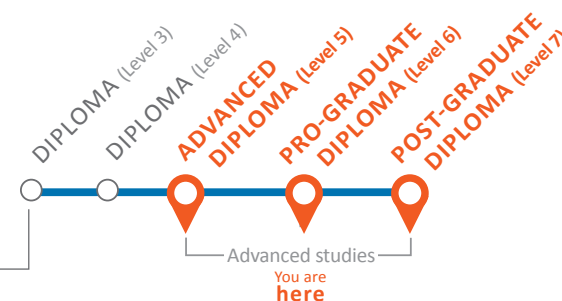 DIPLOMA (Level 3)
DIPLOMA (Level 4)
ADVANCED
DIPLOMA (Level 5)
PRO-GRADUATE
DIPLOMA (Level 6)
POST-GRADUATE
DIPLOMA (Level 7)
Advanced studies
You are
here